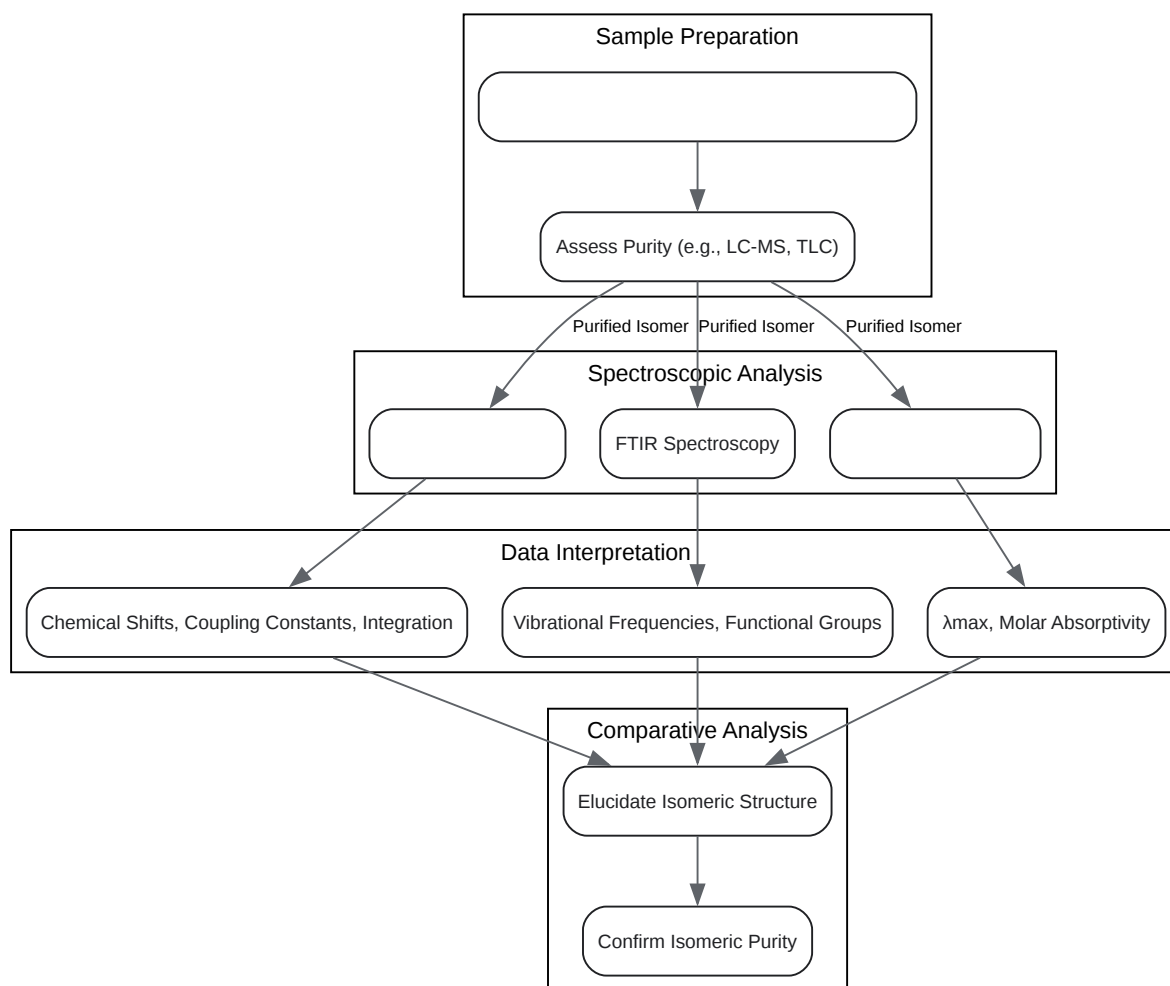 Sample Preparation
Assess Purity (e.g., LC-MS, TLC)
Purified Isomer
Purified Isomer
Purified Isomer
Spectroscopic Analysis
FTIR Spectroscopy
Data Interpretation
Chemical Shifts, Coupling Constants, Integration
Vibrational Frequencies, Functional Groups
λmax, Molar Absorptivity
Comparative Analysis
Elucidate Isomeric Structure
Confirm Isomeric Purity